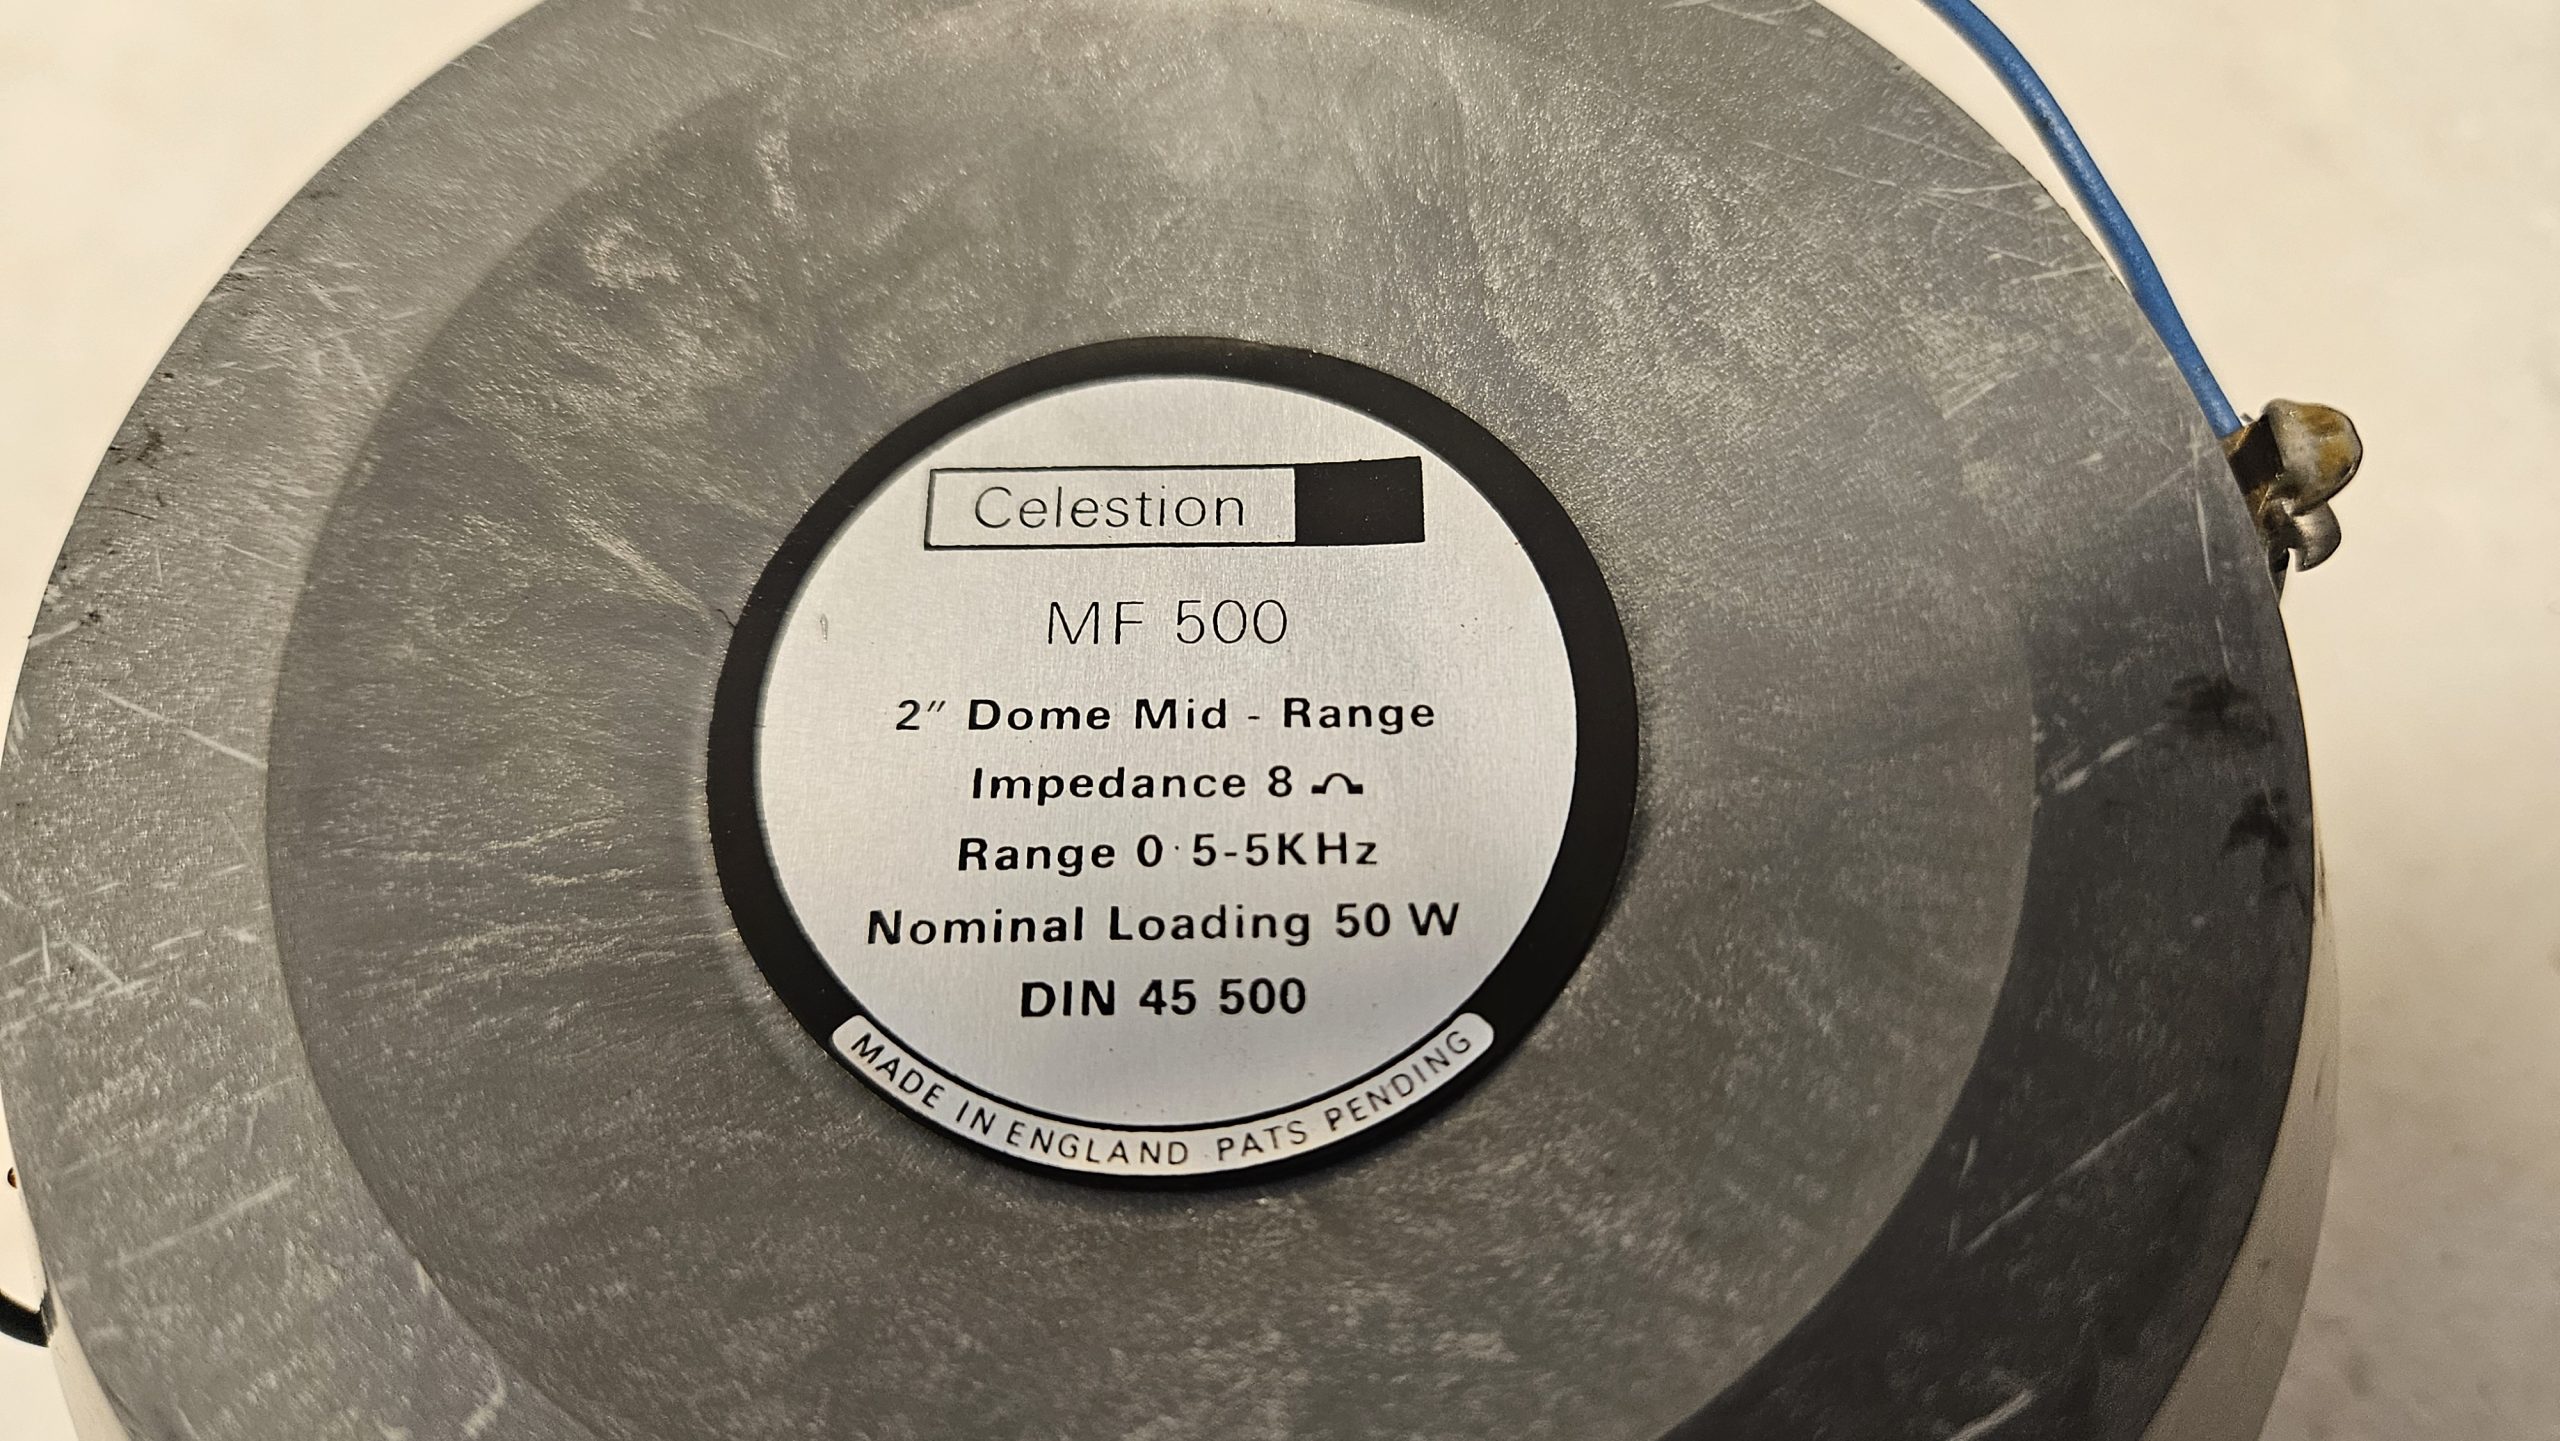 Celestion
MF 500
2″ Dome Mid - Range
Impedance 8 Ω
Range 0·5-5KHz
Nominal Loading 50 W
DIN 45 500
MADE IN ENGLAND PATS PENDING